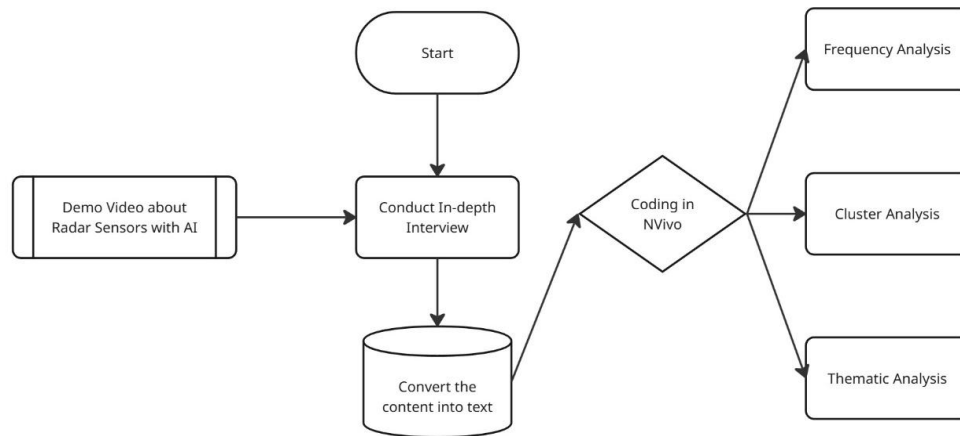 Start
Frequency Analysis
Demo Video about
Radar Sensors with AI
Conduct In-depth
Interview
Coding in
NVivo
Cluster Analysis
Convert the
content into text
Thematic Analysis